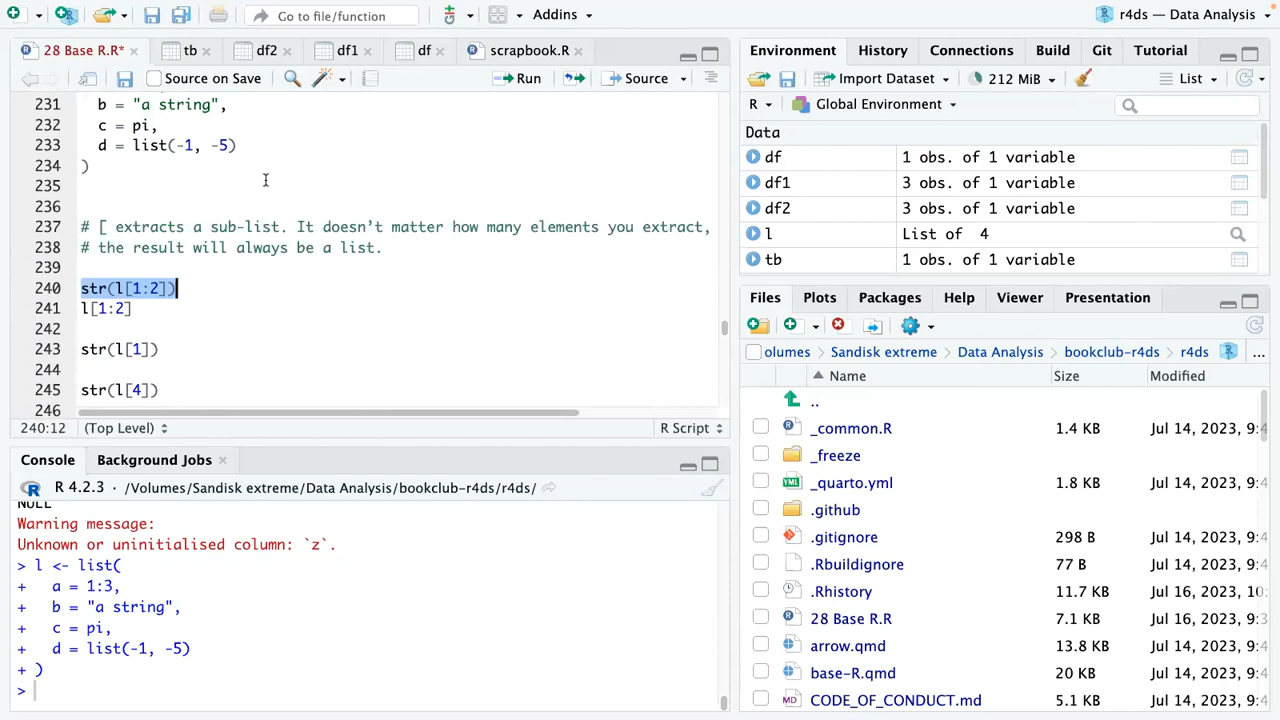 Go to file/function
Addins
r4ds — Data Analysis
28 Base R.R*
tb
df2
df1
df
scrapbook.R
Source on Save
Run
Source
231 b = "a string",
232 c = pi,
233 d = list(-1, -5)
234 )
235
236
237 # [ extracts a sub-list. It doesn’t matter how many elements you extract,
238 # the result will always be a list.
239
240 str(l[1:2])
241 l[1:2]
242
243 str(l[1])
244
245 str(l[4])
246
240:12 (Top Level) R Script
Console Background Jobs
R 4.2.3 · /Volumes/Sandisk extreme/Data Analysis/bookclub-r4ds/r4ds/
NULL
Warning message:
Unknown or uninitialised column: `z`.
> l <- list(
+ a = 1:3,
+ b = "a string",
+ c = pi,
+ d = list(-1, -5)
+ )
>
Environment History Connections Build Git Tutorial
Import Dataset 212 MiB List
R Global Environment
Data
df 1 obs. of 1 variable
df1 3 obs. of 1 variable
df2 3 obs. of 1 variable
l List of 4
tb 1 obs. of 1 variable
Files Plots Packages Help Viewer Presentation
olumes Sandisk extreme Data Analysis bookclub-r4ds r4ds ...
Name Size Modified
..
_common.R 1.4 KB Jul 14, 2023, 9:4
_freeze
_quarto.yml 1.8 KB Jul 14, 2023, 9:4
.github
.gitignore 298 B Jul 14, 2023, 9:4
.Rbuildignore 77 B Jul 14, 2023, 9:4
.Rhistory 11.7 KB Jul 16, 2023, 10:
28 Base R.R 7.1 KB Jul 16, 2023, 9:4
arrow.qmd 13.8 KB Jul 14, 2023, 9:4
base-R.qmd 20 KB Jul 14, 2023, 9:4
CODE_OF_CONDUCT.md 5.1 KB Jul 14, 2023, 9:4